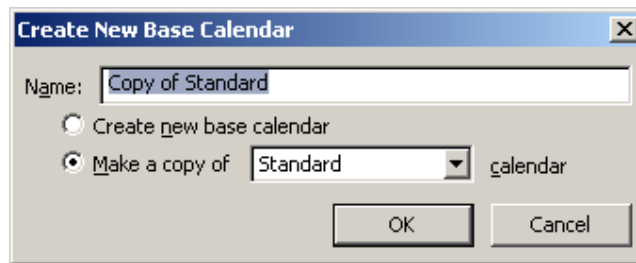 Create New Base Calendar
Name: Copy of Standard
Create new base calendar
Make a copy of Standard calendar
OK Cancel